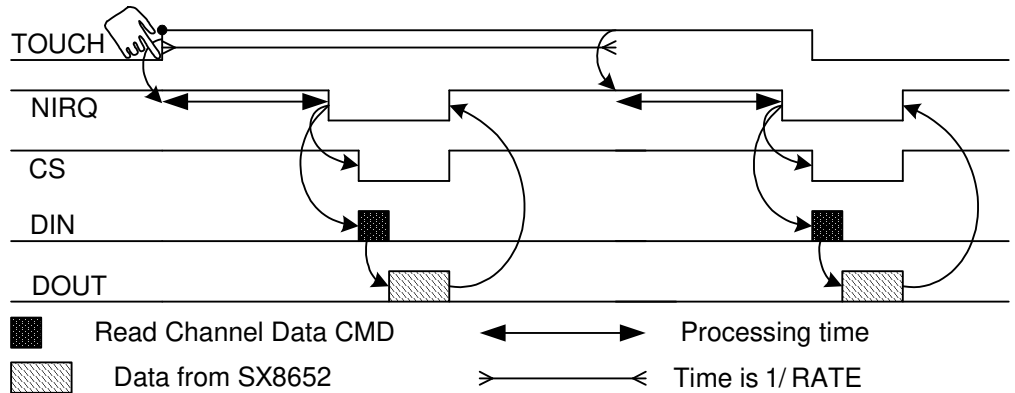 TOUCH
NIRQ
CS
DIN
DOUT
Read Channel Data CMD
Processing time
Data from SX8652
Time is 1/ RATE